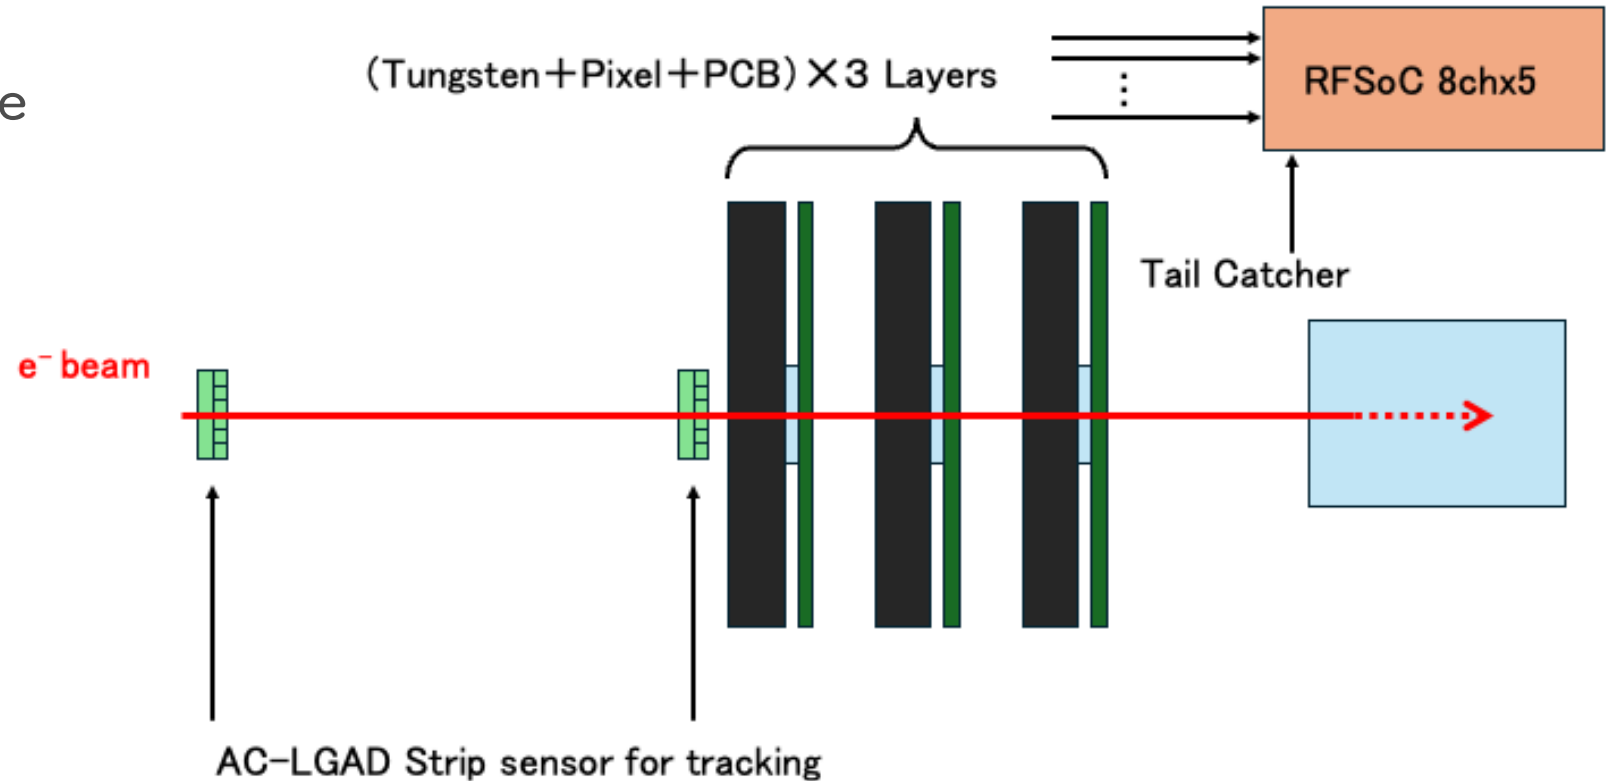 e
(Tungsten+Pixel+PCB)×3 Layers
RFSoC 8chx5
Tail Catcher
e⁻ beam
AC-LGAD Strip sensor for tracking